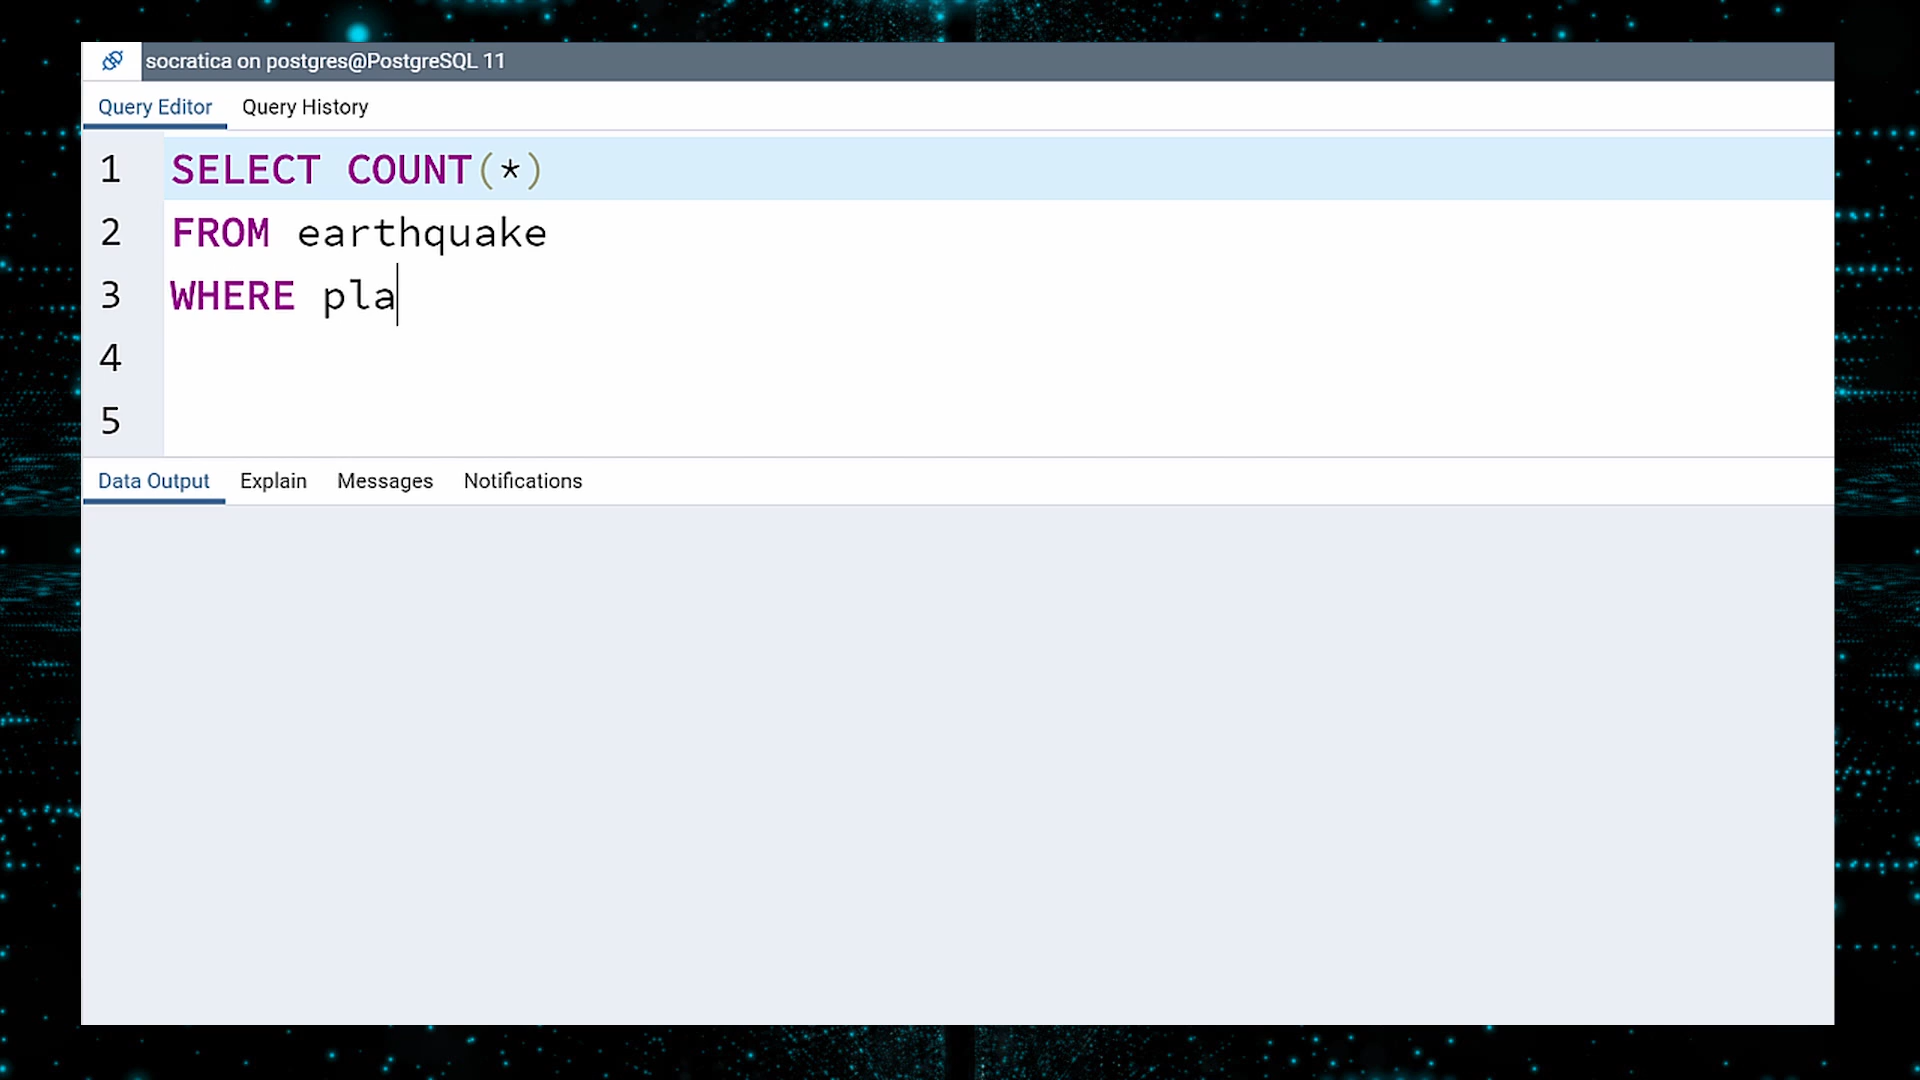 socratica on postgres@PostgreSQL 11
Query Editor Query History
1 SELECT COUNT(*)
2 FROM earthquake
3 WHERE pla
4
5
Data Output Explain Messages Notifications